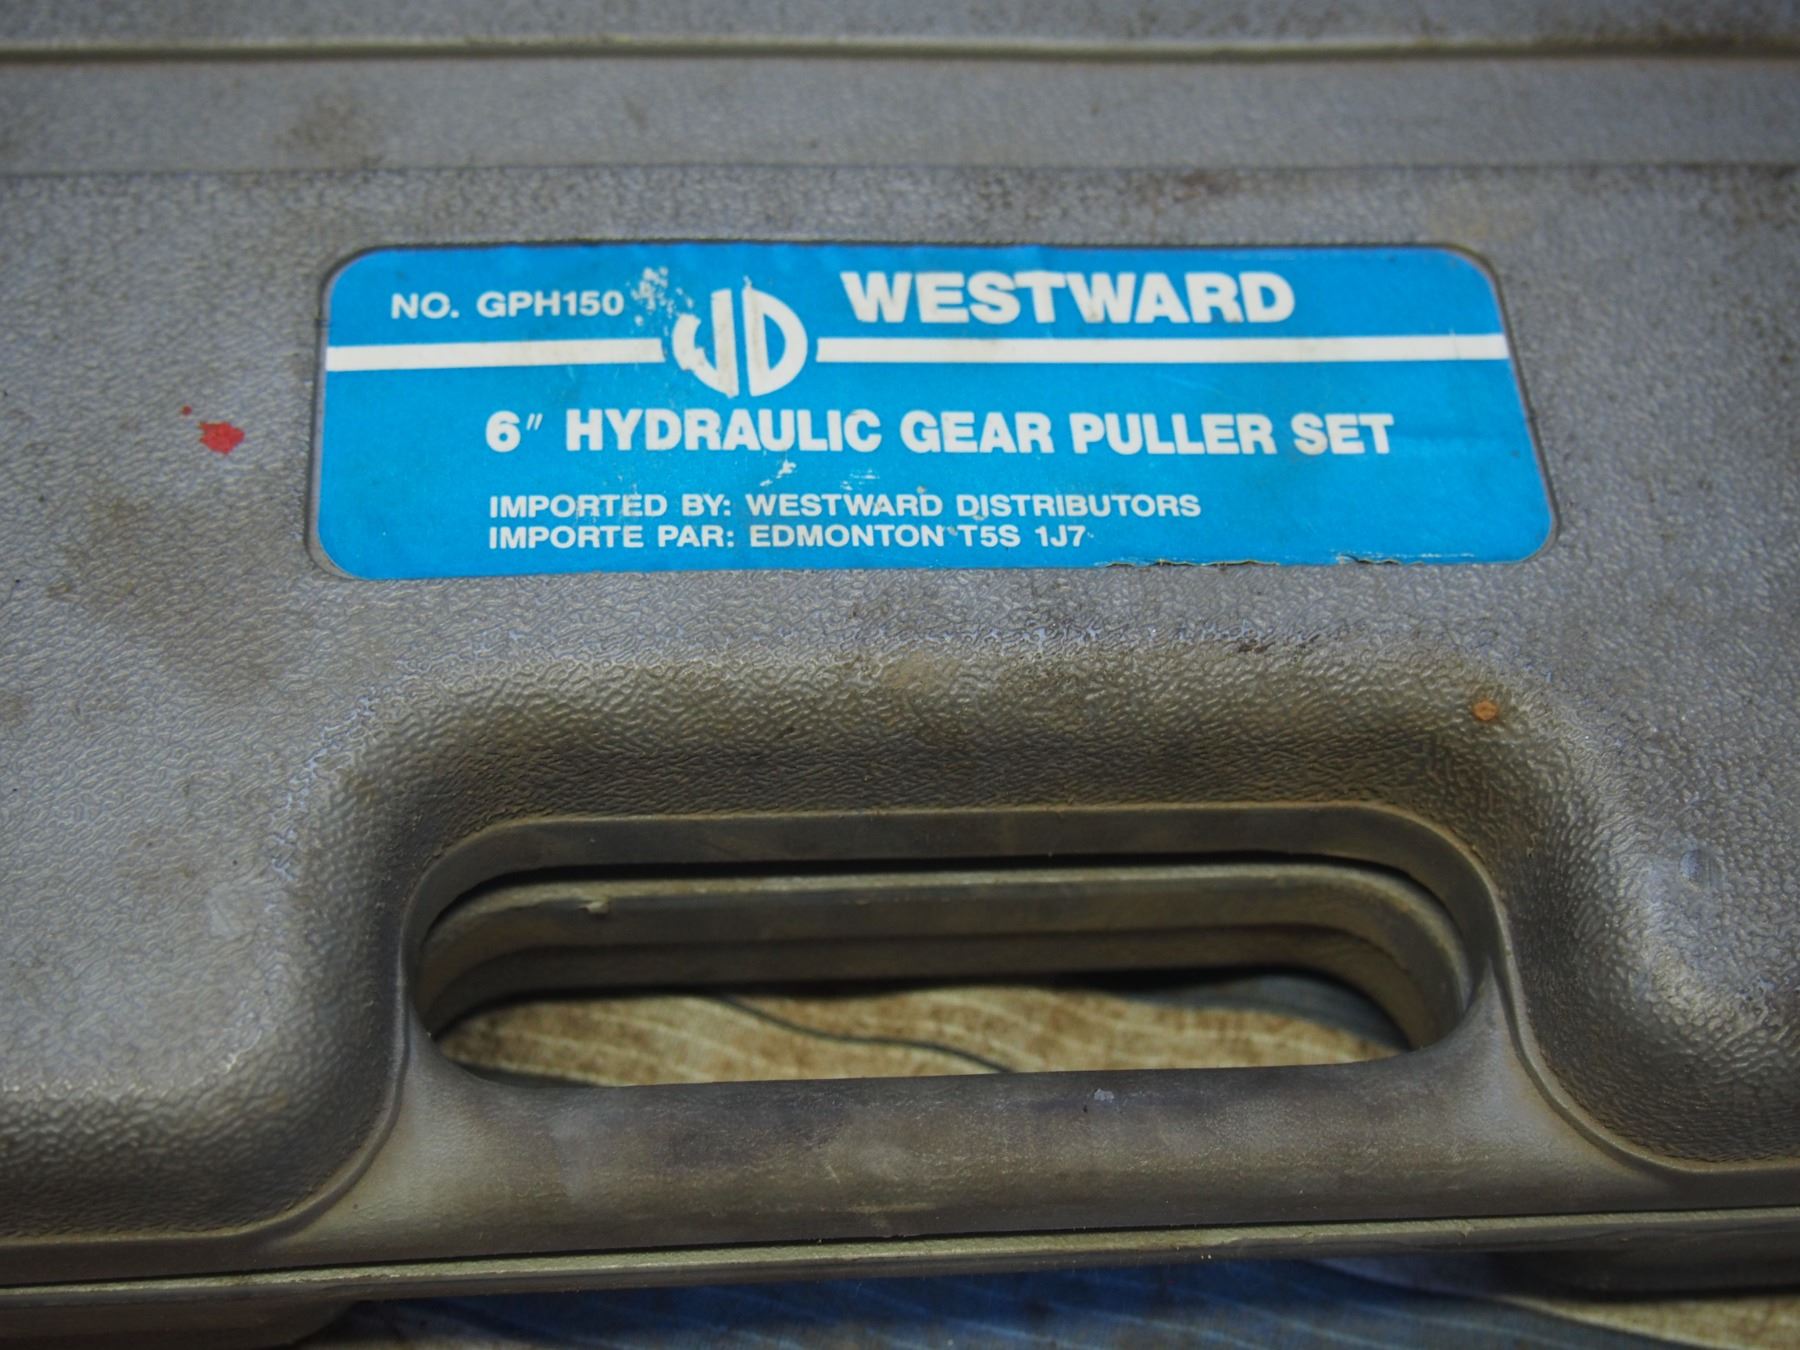 NO. GPH150
WD
WESTWARD
6" HYDRAULIC GEAR PULLER SET
IMPORTED BY: WESTWARD DISTRIBUTORS
IMPORTE PAR: EDMONTON T5S 1J7